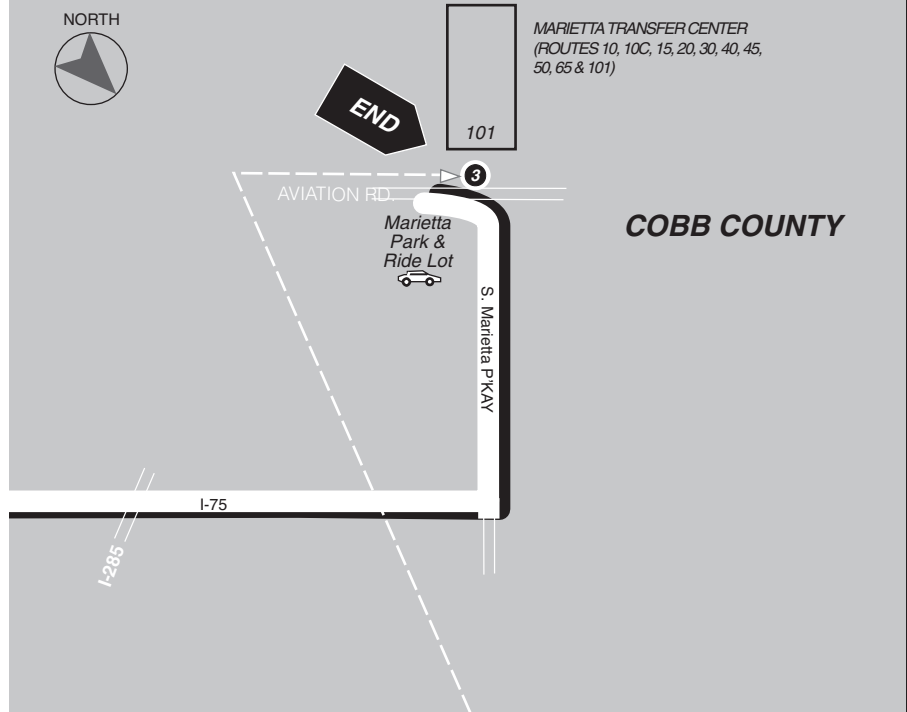 NORTH
MARIETTA TRANSFER CENTER
(ROUTES 10, 10C, 15, 20, 30, 40, 45,
50, 65 & 101)
END
101
3
AVIATION RD.
Marietta
Park &
Ride Lot
COBB COUNTY
S. Marietta P'KAY
I-75
I-285